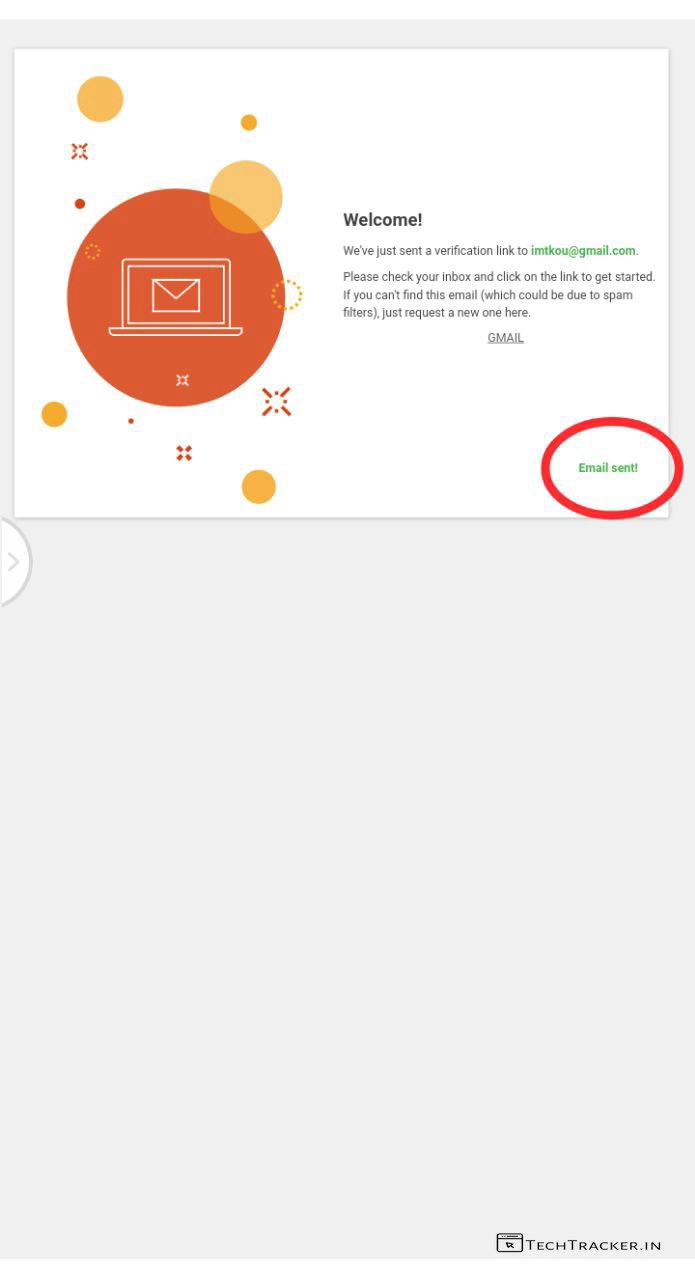 Welcome!
We've just sent a verification link to imtkou@gmail.com.
Please check your inbox and click on the link to get started.
If you can't find this email (which could be due to spam
filters), just request a new one here.
GMAIL
Email sent!
TECHTRACKER.IN